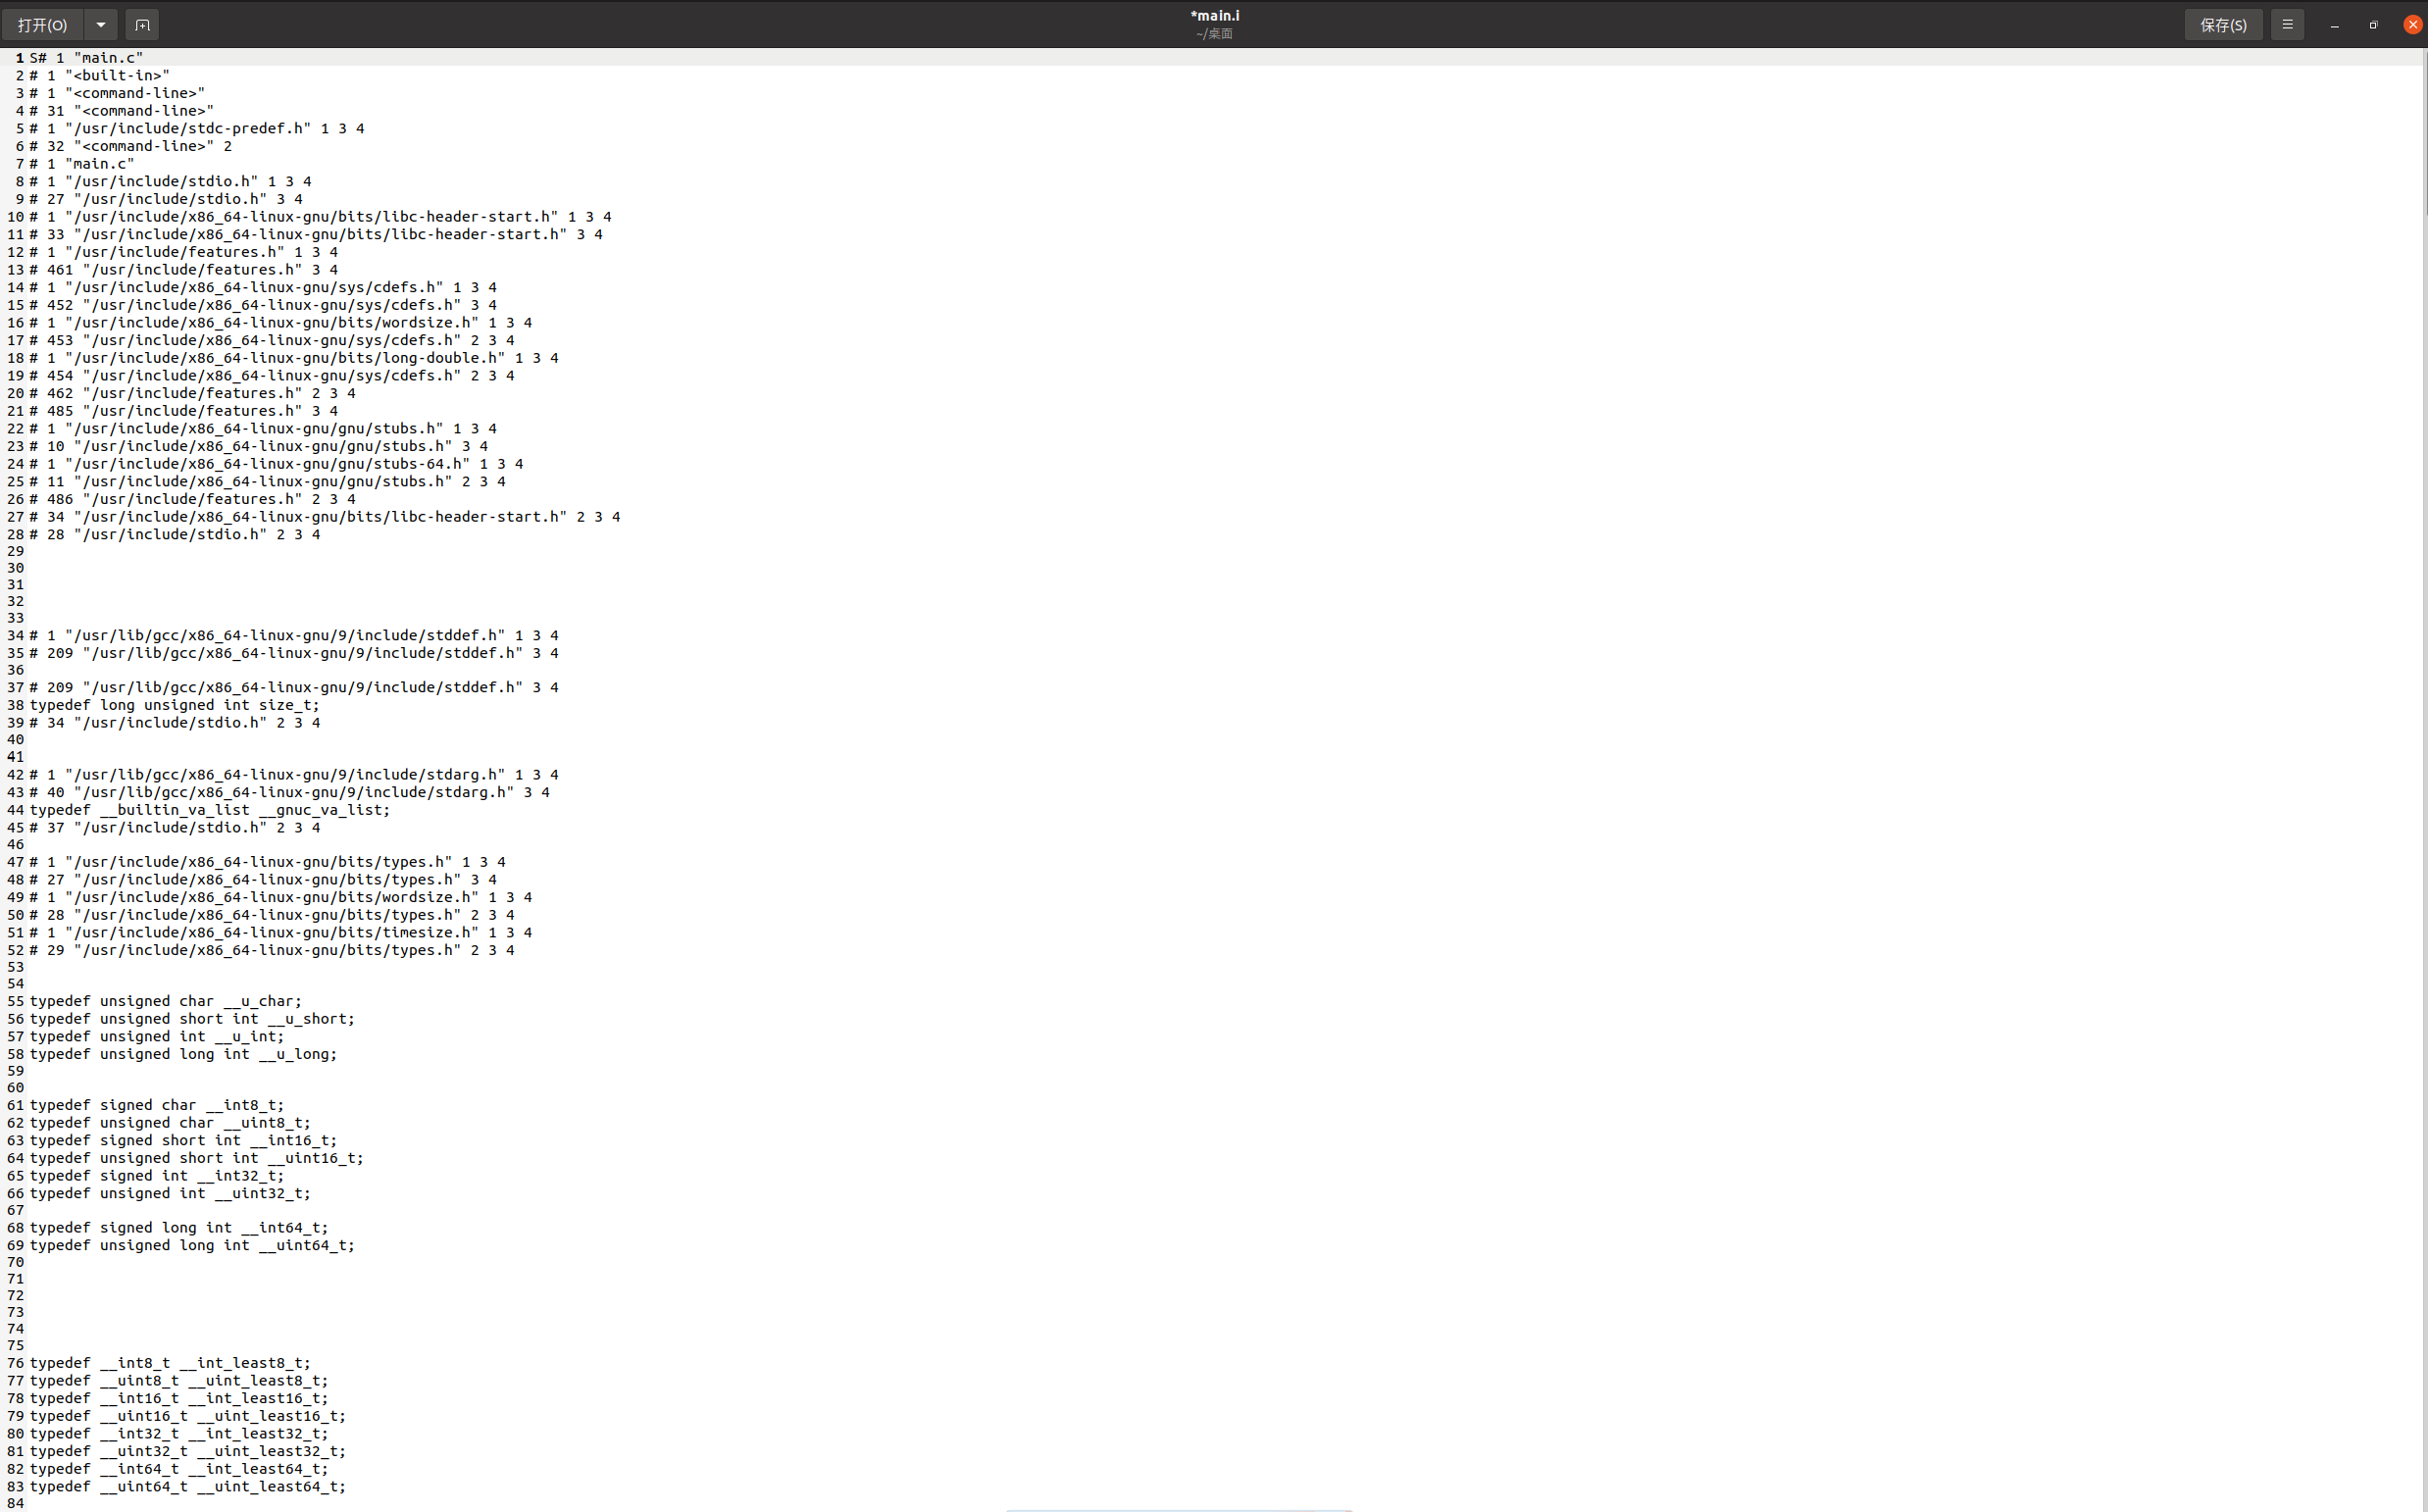 打开(O)
*main.i
~/桌面
保存(S)
1 S# 1 "main.c"
2 # 1 "<built-in>"
3 # 1 "<command-line>"
4 # 31 "<command-line>"
5 # 1 "/usr/include/stdc-predef.h" 1 3 4
6 # 32 "<command-line>" 2
7 # 1 "main.c"
8 # 1 "/usr/include/stdio.h" 1 3 4
9 # 27 "/usr/include/stdio.h" 3 4
10 # 1 "/usr/include/x86_64-linux-gnu/bits/libc-header-start.h" 1 3 4
11 # 33 "/usr/include/x86_64-linux-gnu/bits/libc-header-start.h" 3 4
12 # 1 "/usr/include/features.h" 1 3 4
13 # 461 "/usr/include/features.h" 3 4
14 # 1 "/usr/include/x86_64-linux-gnu/sys/cdefs.h" 1 3 4
15 # 452 "/usr/include/x86_64-linux-gnu/sys/cdefs.h" 3 4
16 # 1 "/usr/include/x86_64-linux-gnu/bits/wordsize.h" 1 3 4
17 # 453 "/usr/include/x86_64-linux-gnu/sys/cdefs.h" 2 3 4
18 # 1 "/usr/include/x86_64-linux-gnu/bits/long-double.h" 1 3 4
19 # 454 "/usr/include/x86_64-linux-gnu/sys/cdefs.h" 2 3 4
20 # 462 "/usr/include/features.h" 2 3 4
21 # 485 "/usr/include/features.h" 3 4
22 # 1 "/usr/include/x86_64-linux-gnu/gnu/stubs.h" 1 3 4
23 # 10 "/usr/include/x86_64-linux-gnu/gnu/stubs.h" 3 4
24 # 1 "/usr/include/x86_64-linux-gnu/gnu/stubs-64.h" 1 3 4
25 # 11 "/usr/include/x86_64-linux-gnu/gnu/stubs.h" 2 3 4
26 # 486 "/usr/include/features.h" 2 3 4
27 # 34 "/usr/include/x86_64-linux-gnu/bits/libc-header-start.h" 2 3 4
28 # 28 "/usr/include/stdio.h" 2 3 4
29
30
31
32
33
34 # 1 "/usr/lib/gcc/x86_64-linux-gnu/9/include/stddef.h" 1 3 4
35 # 209 "/usr/lib/gcc/x86_64-linux-gnu/9/include/stddef.h" 3 4
36
37 # 209 "/usr/lib/gcc/x86_64-linux-gnu/9/include/stddef.h" 3 4
38 typedef long unsigned int size_t;
39 # 34 "/usr/include/stdio.h" 2 3 4
40
41
42 # 1 "/usr/lib/gcc/x86_64-linux-gnu/9/include/stdarg.h" 1 3 4
43 # 40 "/usr/lib/gcc/x86_64-linux-gnu/9/include/stdarg.h" 3 4
44 typedef __builtin_va_list __gnuc_va_list;
45 # 37 "/usr/include/stdio.h" 2 3 4
46
47 # 1 "/usr/include/x86_64-linux-gnu/bits/types.h" 1 3 4
48 # 27 "/usr/include/x86_64-linux-gnu/bits/types.h" 3 4
49 # 1 "/usr/include/x86_64-linux-gnu/bits/wordsize.h" 1 3 4
50 # 28 "/usr/include/x86_64-linux-gnu/bits/types.h" 2 3 4
51 # 1 "/usr/include/x86_64-linux-gnu/bits/timesize.h" 1 3 4
52 # 29 "/usr/include/x86_64-linux-gnu/bits/types.h" 2 3 4
53
54
55 typedef unsigned char __u_char;
56 typedef unsigned short int __u_short;
57 typedef unsigned int __u_int;
58 typedef unsigned long int __u_long;
59
60
61 typedef signed char __int8_t;
62 typedef unsigned char __uint8_t;
63 typedef signed short int __int16_t;
64 typedef unsigned short int __uint16_t;
65 typedef signed int __int32_t;
66 typedef unsigned int __uint32_t;
67
68 typedef signed long int __int64_t;
69 typedef unsigned long int __uint64_t;
70
71
72
73
74
75
76 typedef __int8_t __int_least8_t;
77 typedef __uint8_t __uint_least8_t;
78 typedef __int16_t __int_least16_t;
79 typedef __uint16_t __uint_least16_t;
80 typedef __int32_t __int_least32_t;
81 typedef __uint32_t __uint_least32_t;
82 typedef __int64_t __int_least64_t;
83 typedef __uint64_t __uint_least64_t;
84